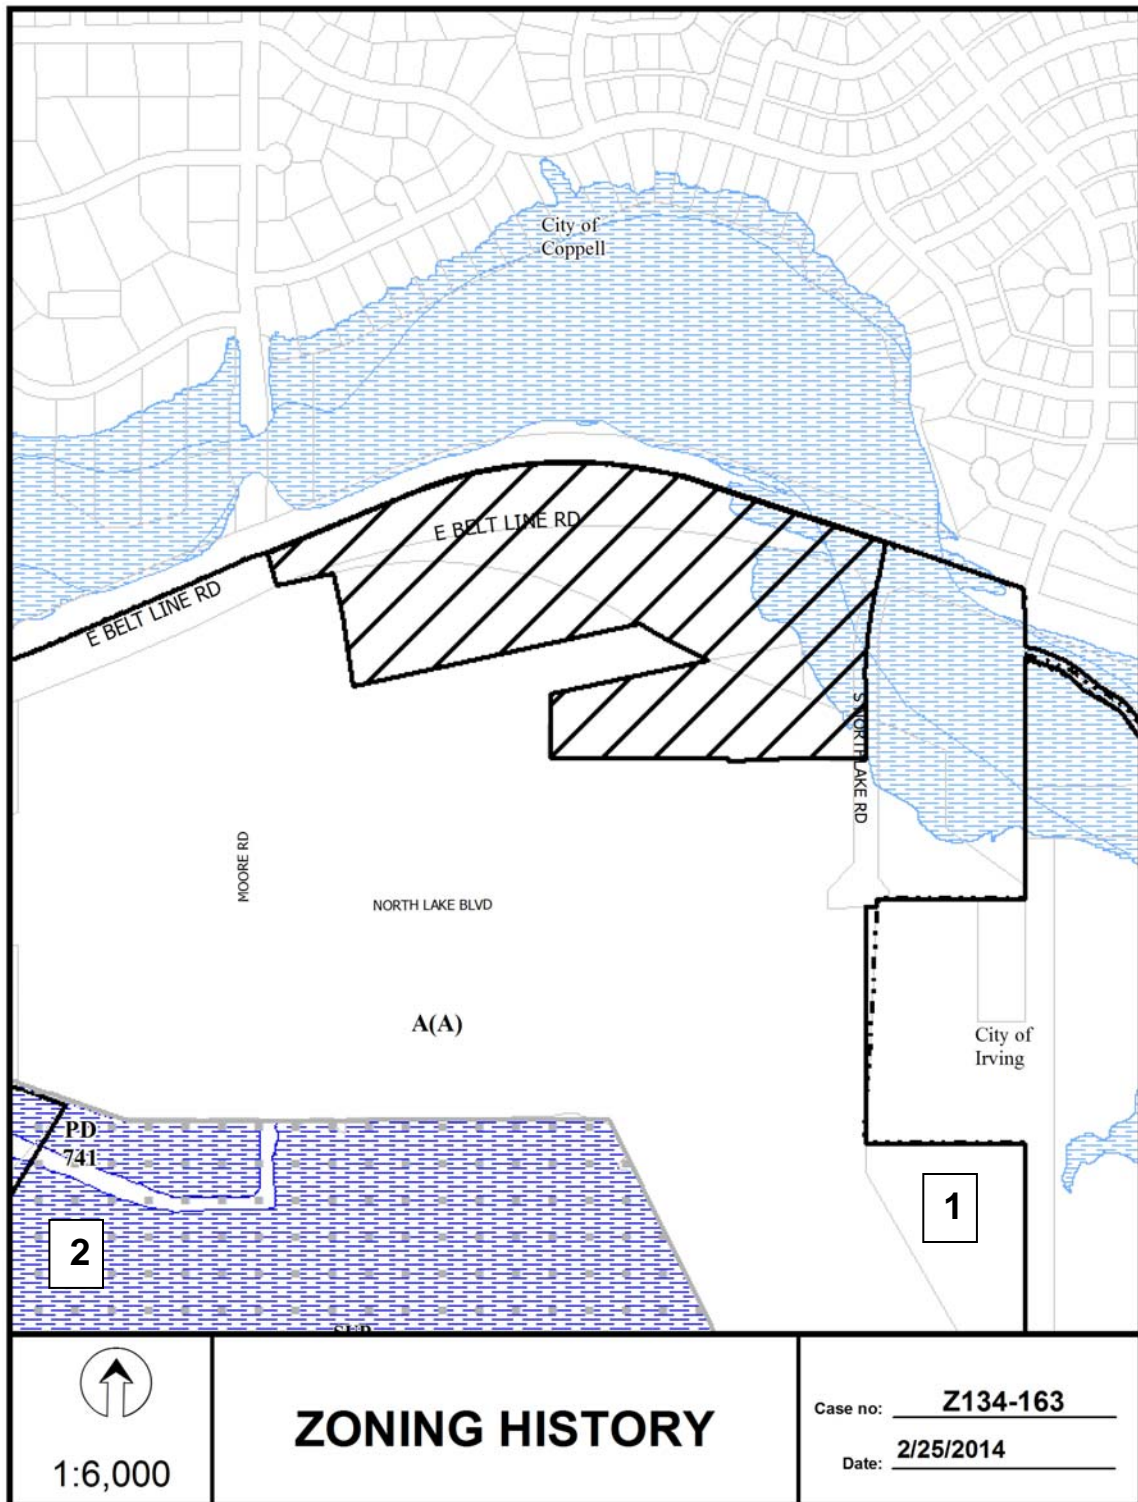 City of
Coppell
E BELT LINE RD
E BELT LINE RD
S NORTH LAKE RD
MOORE RD
NORTH LAKE BLVD
A(A)
City of
Irving
PD
741
1
2
SUP
1:6,000
ZONING HISTORY
Case no: Z134-163
Date: 2/25/2014